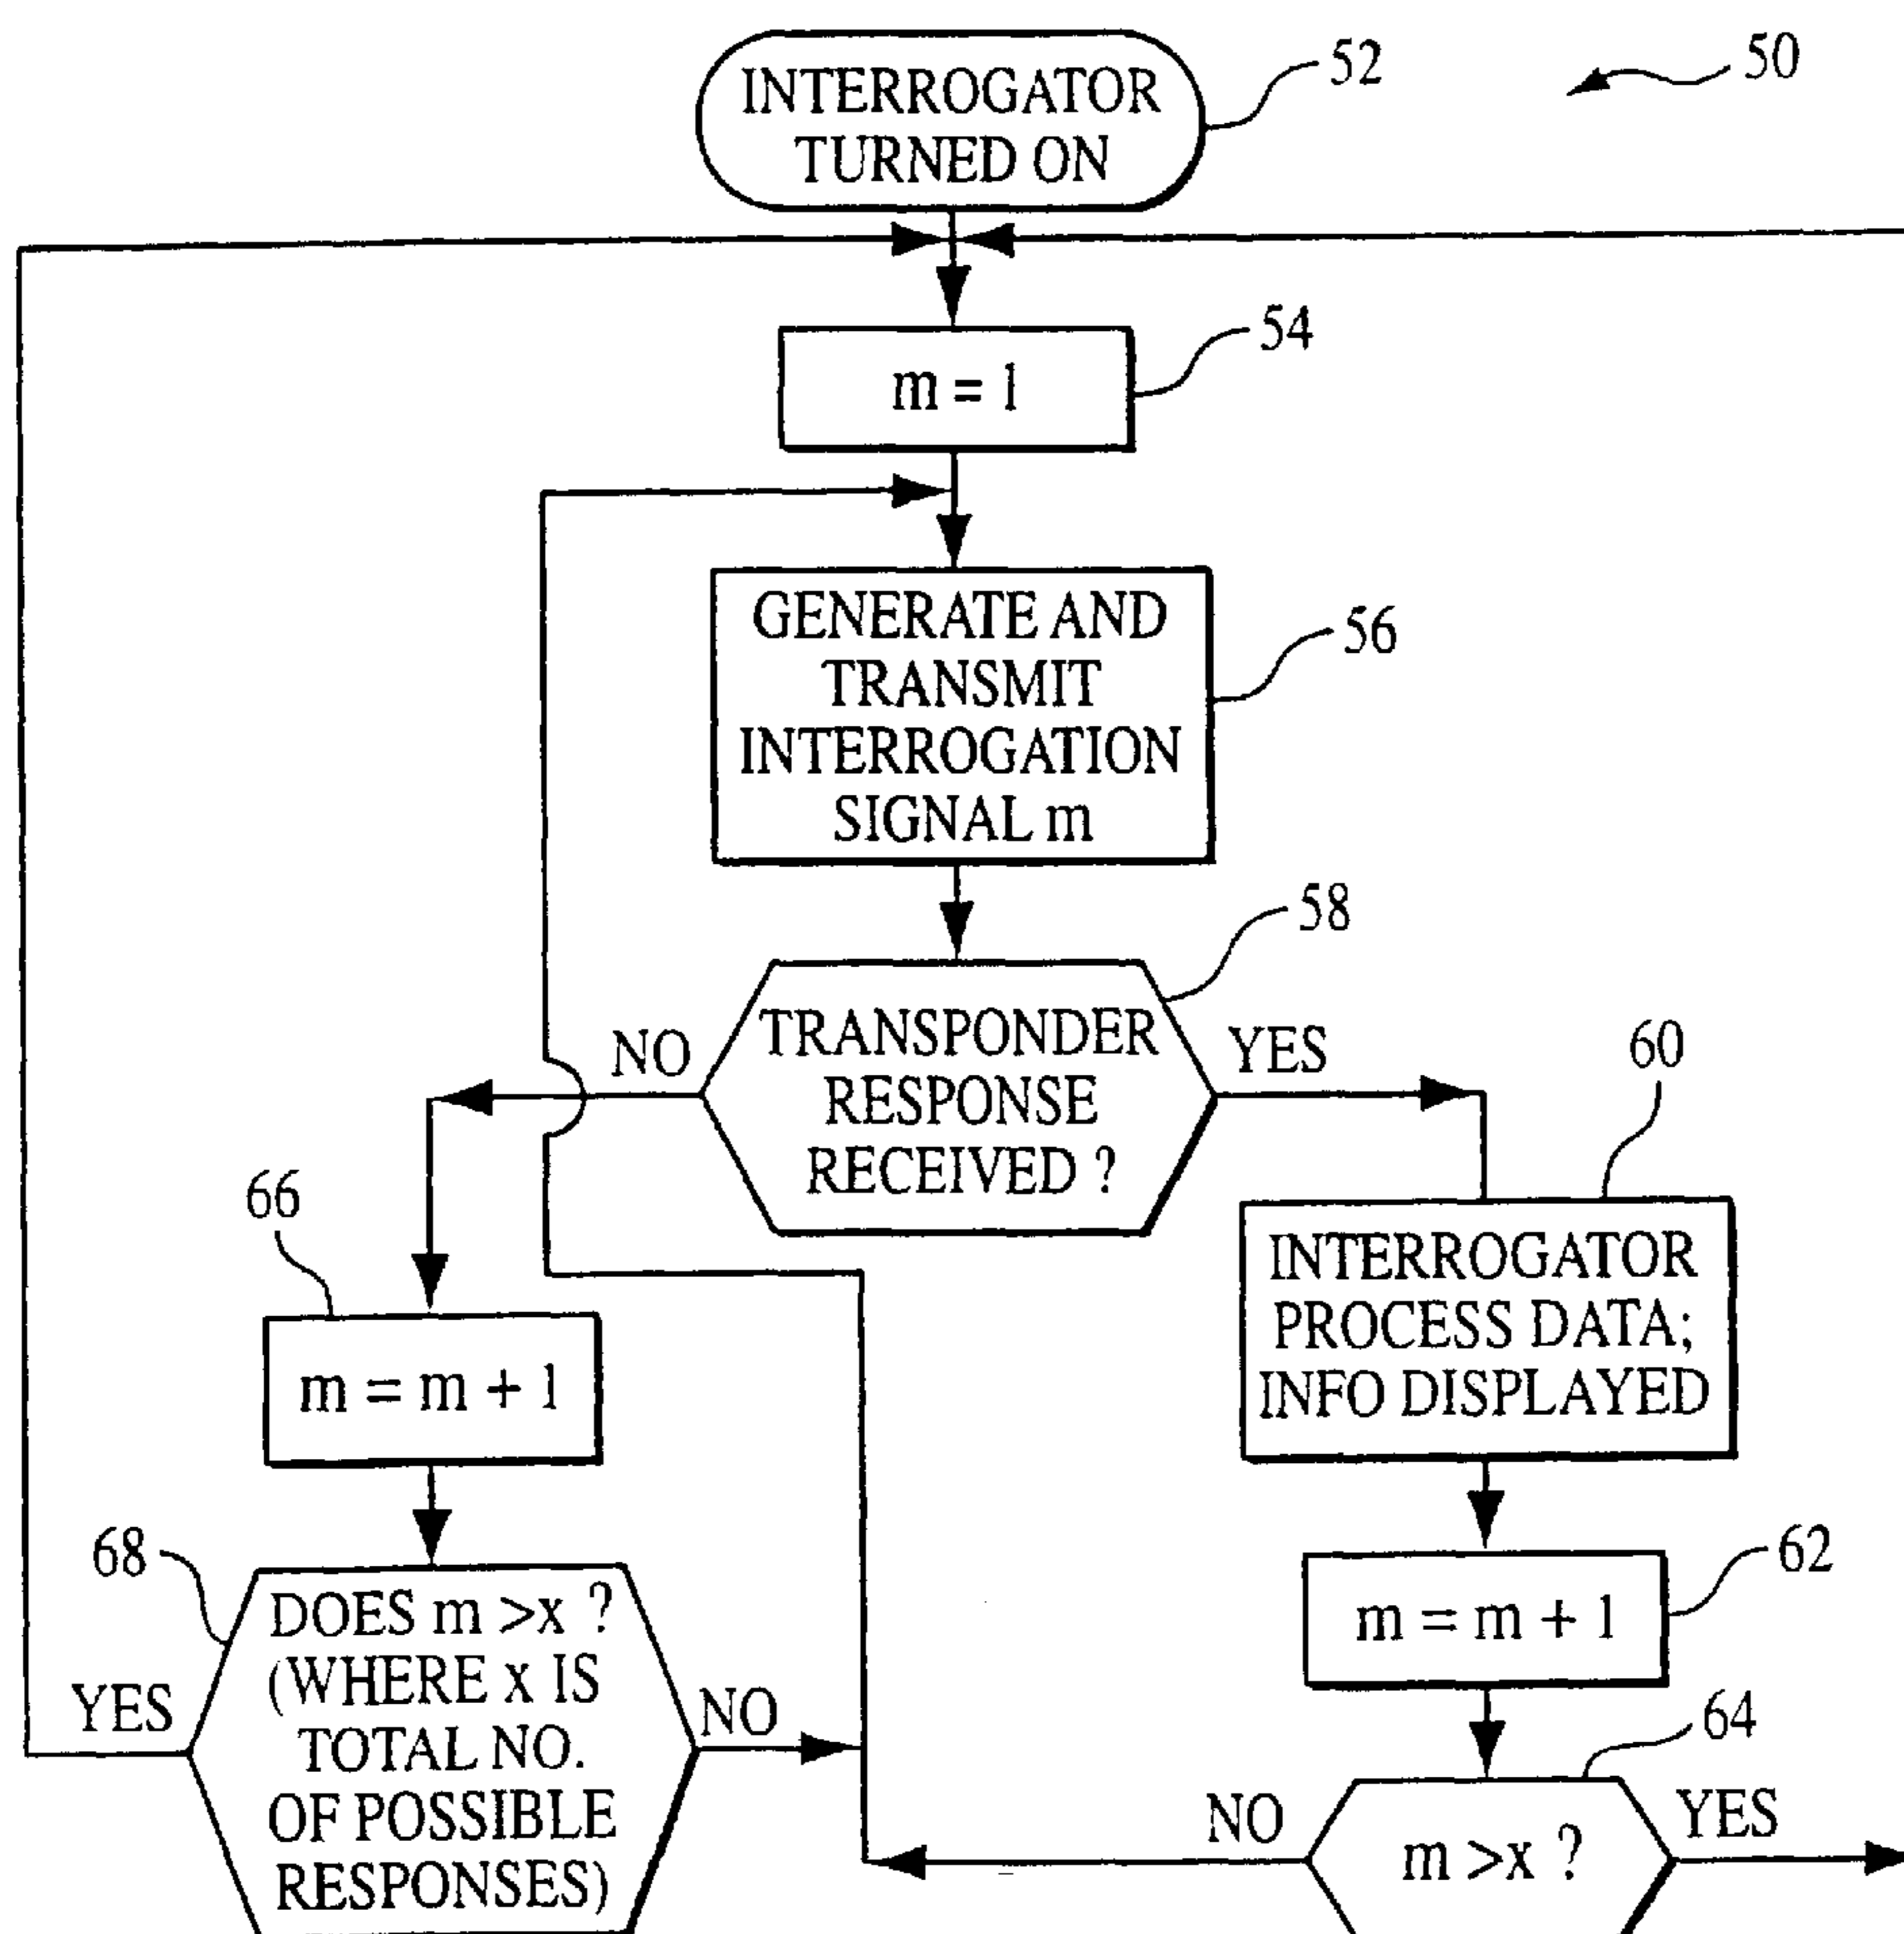 INTERROGATOR
TURNED ON
52
50
m = 1
54
GENERATE AND
TRANSMIT
INTERROGATION
SIGNAL m
56
58
TRANSPONDER
RESPONSE
RECEIVED ?
NO
YES
60
INTERROGATOR
PROCESS DATA;
INFO DISPLAYED
66
m = m + 1
62
m = m + 1
68
DOES m >x ?
(WHERE x IS
TOTAL NO.
OF POSSIBLE
RESPONSES)
YES
NO
64
m >x ?
NO
YES